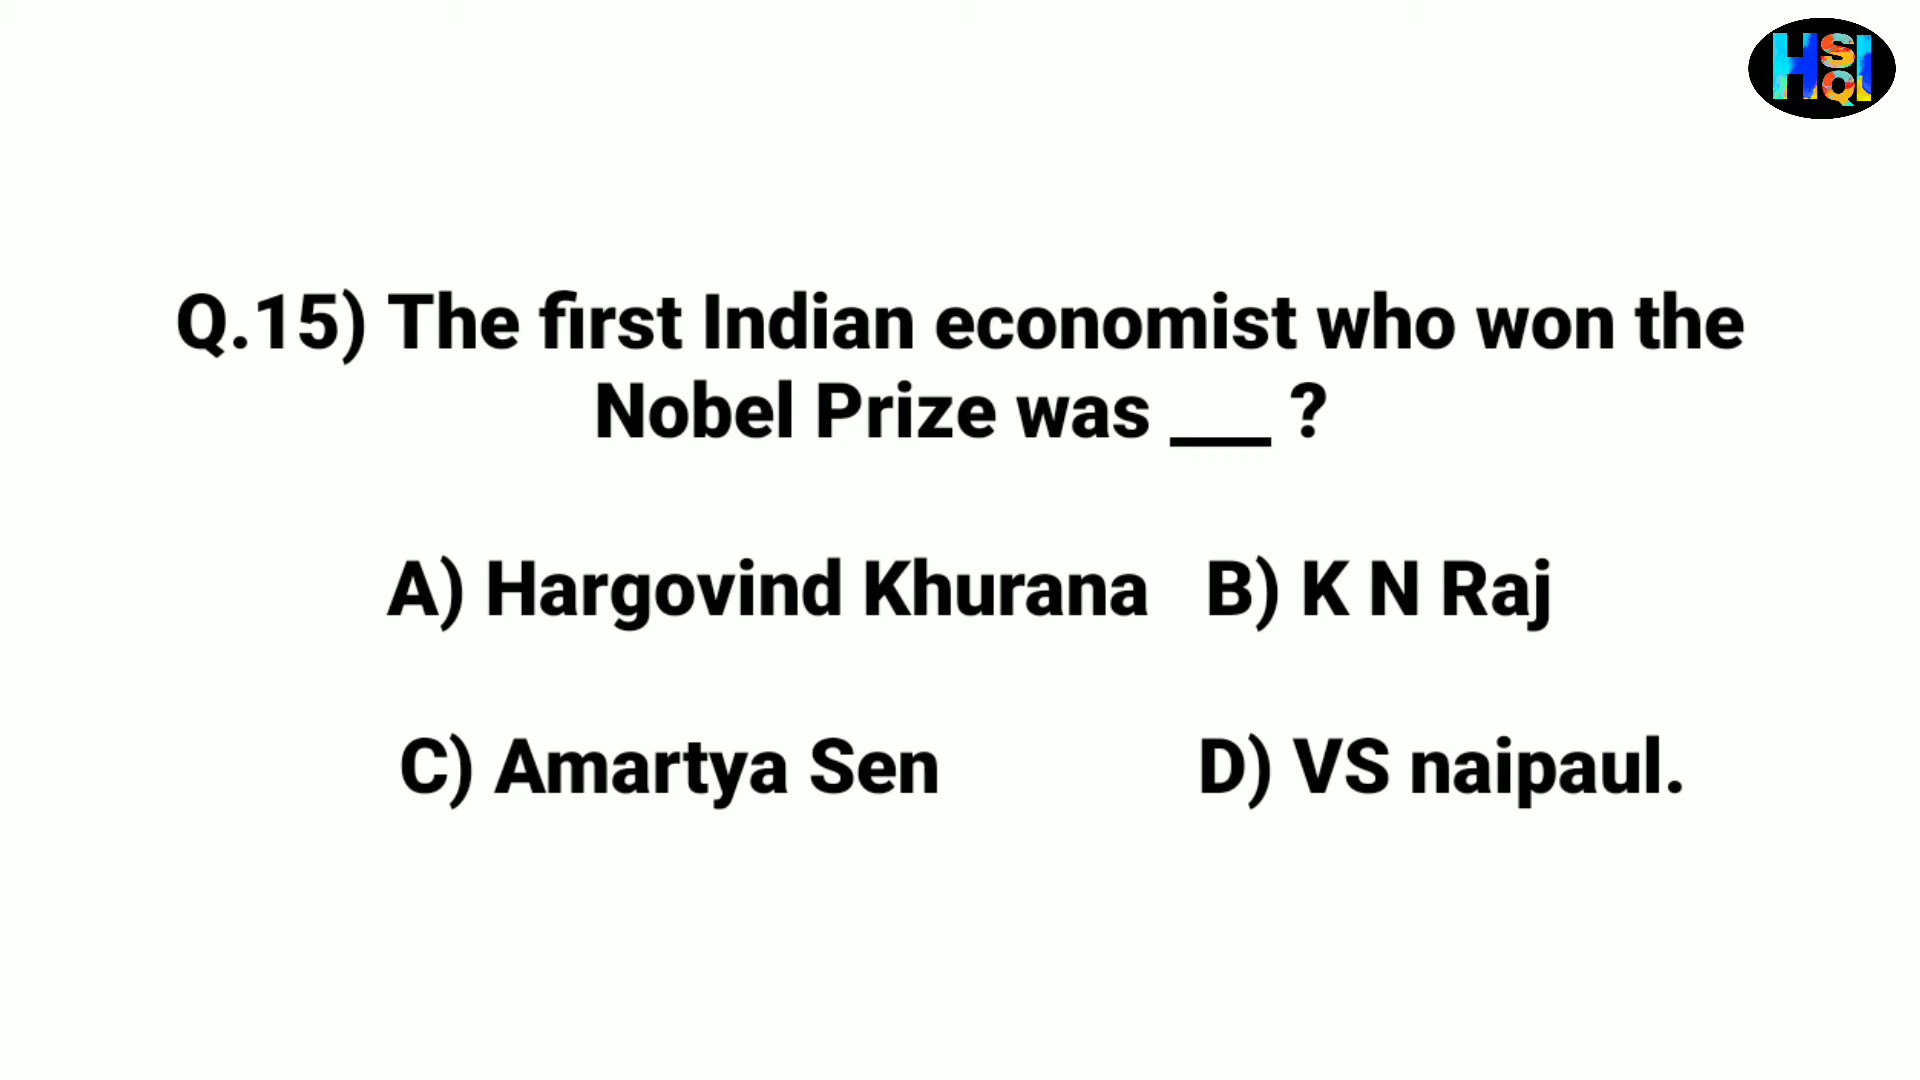 HSQI
Q.15) The first Indian economist who won the
Nobel Prize was ___ ?
A) Hargovind Khurana B) K N Raj
C) Amartya Sen D) VS naipaul.